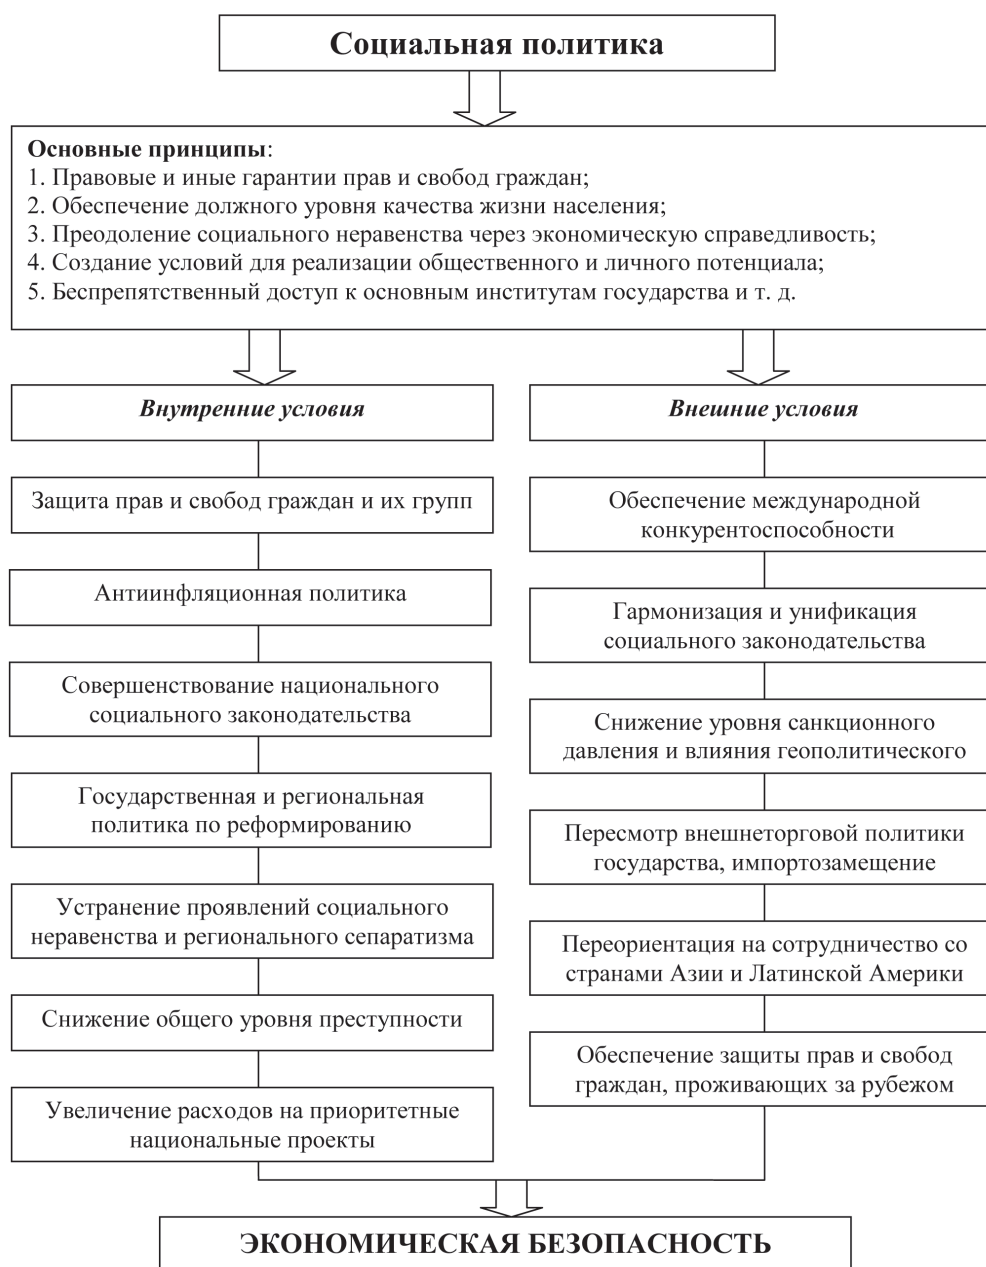 Социальная политика
Основные принципы:
1. Правовые и иные гарантии прав и свобод граждан;
2. Обеспечение должного уровня качества жизни населения;
3. Преодоление социального неравенства через экономическую справедливость;
4. Создание условий для реализации общественного и личного потенциала;
5. Беспрепятственный доступ к основным институтам государства и т. д.
Внутренние условия
Защита прав и свобод граждан и их групп
Антиинфляционная политика
Совершенствование национального
социального законодательства
Государственная и региональная
политика по реформированию
Устранение проявлений социального
неравенства и регионального сепаратизма
Снижение общего уровня преступности
Увеличение расходов на приоритетные
национальные проекты
Внешние условия
Обеспечение международной
конкурентоспособности
Гармонизация и унификация
социального законодательства
Снижение уровня санкционного
давления и влияния геополитического
Пересмотр внешнеторговой политики
государства, импортозамещение
Переориентация на сотрудничество со
странами Азии и Латинской Америки
Обеспечение защиты прав и свобод
граждан, проживающих за рубежом
ЭКОНОМИЧЕСКАЯ БЕЗОПАСНОСТЬ